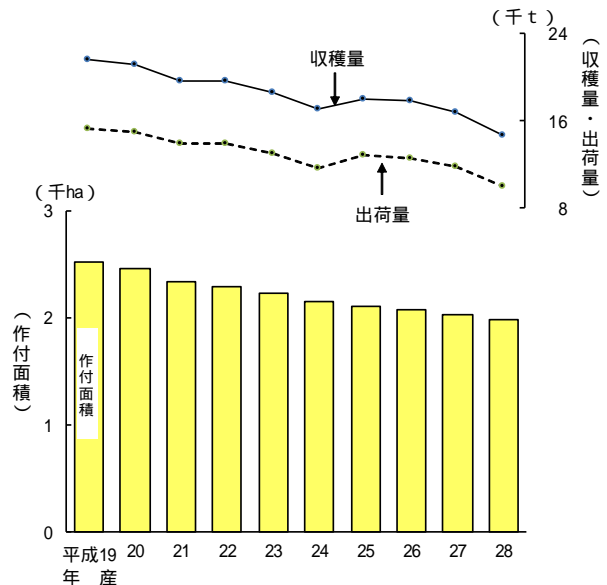 （千ｔ）
24
16
8
（収穫量・出荷量）
収穫量
出荷量
（千ha）
3
2
1
0
（作付面積）
作付面積
平成19 20 21 22 23 24 25 26 27 28
年　産